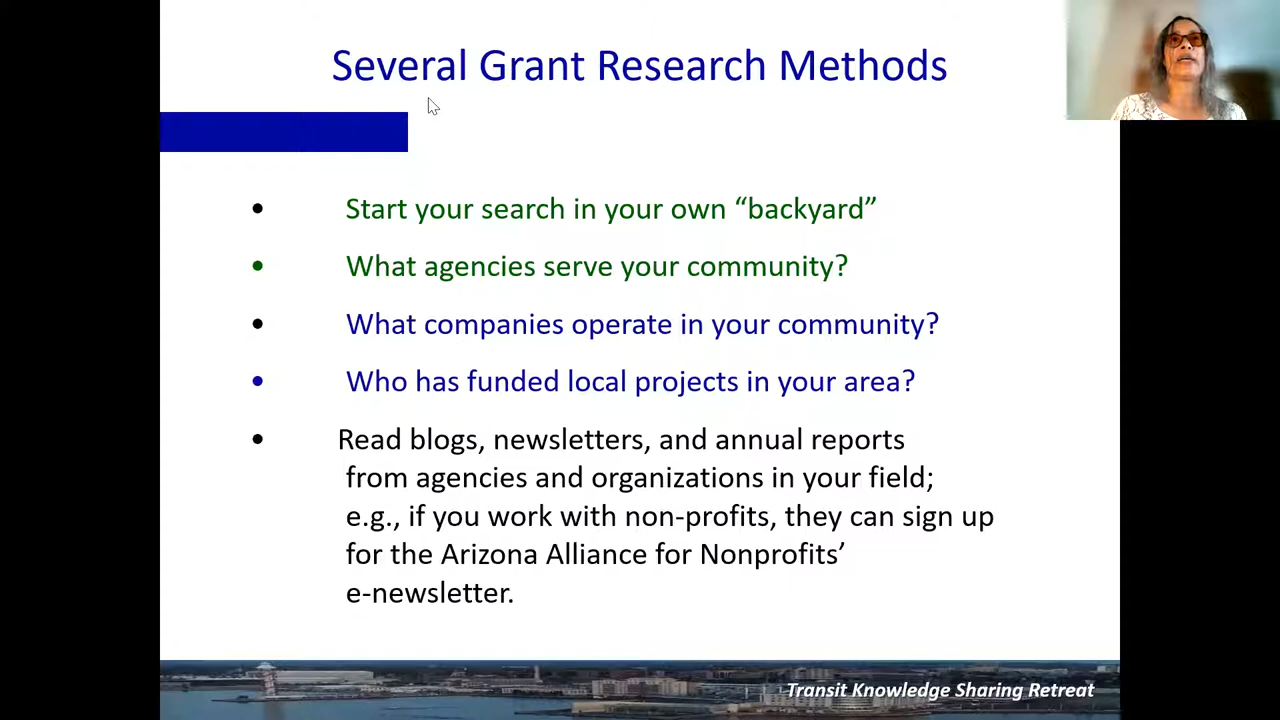 Several Grant Research Methods
• Start your search in your own “backyard”
• What agencies serve your community?
• What companies operate in your community?
• Who has funded local projects in your area?
• Read blogs, newsletters, and annual reports
from agencies and organizations in your field;
e.g., if you work with non-profits, they can sign up
for the Arizona Alliance for Nonprofits’
e-newsletter.
Transit Knowledge Sharing Retreat